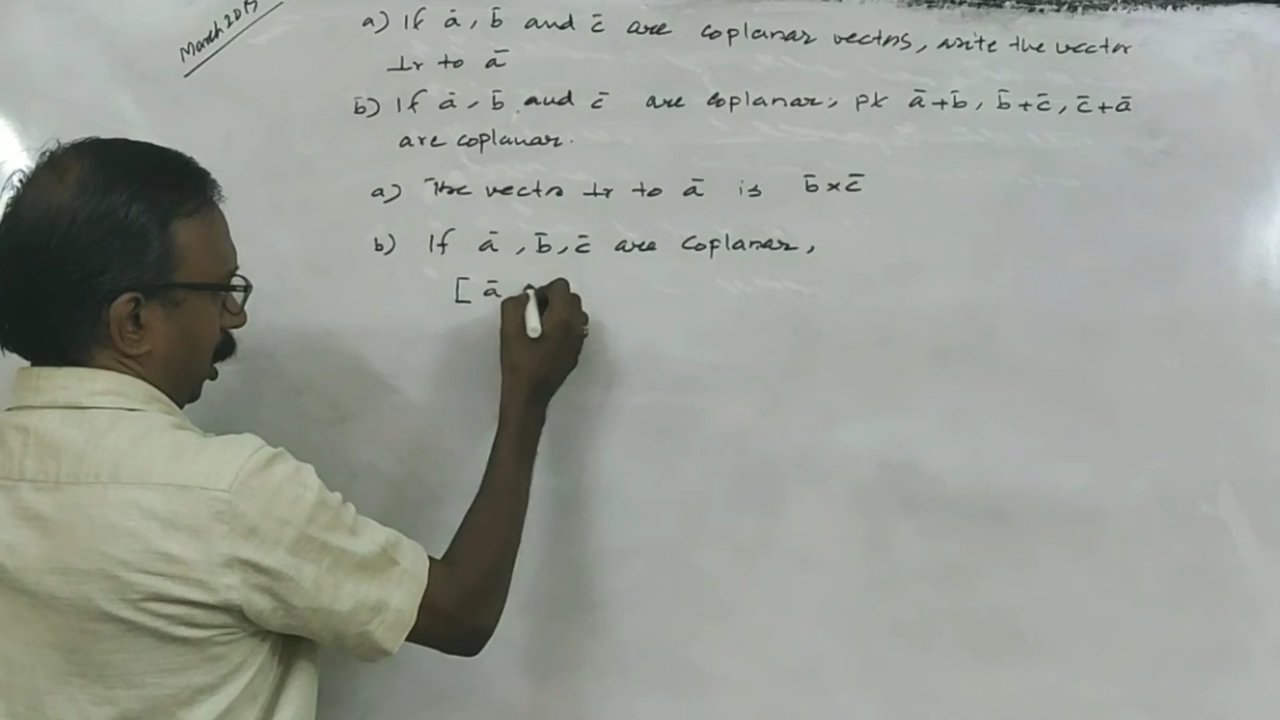 March 2017
a) If ā, b̄ and c̄ are coplanar vectors, write the vector
⊥r to ā
b) If ā, b̄ and c̄ are coplanar, PT ā+b̄, b̄+c̄, c̄+ā
are coplanar.
a) The vector ⊥r to ā is b̄×c̄
b) If ā, b̄, c̄ are Coplanar,
[ ā